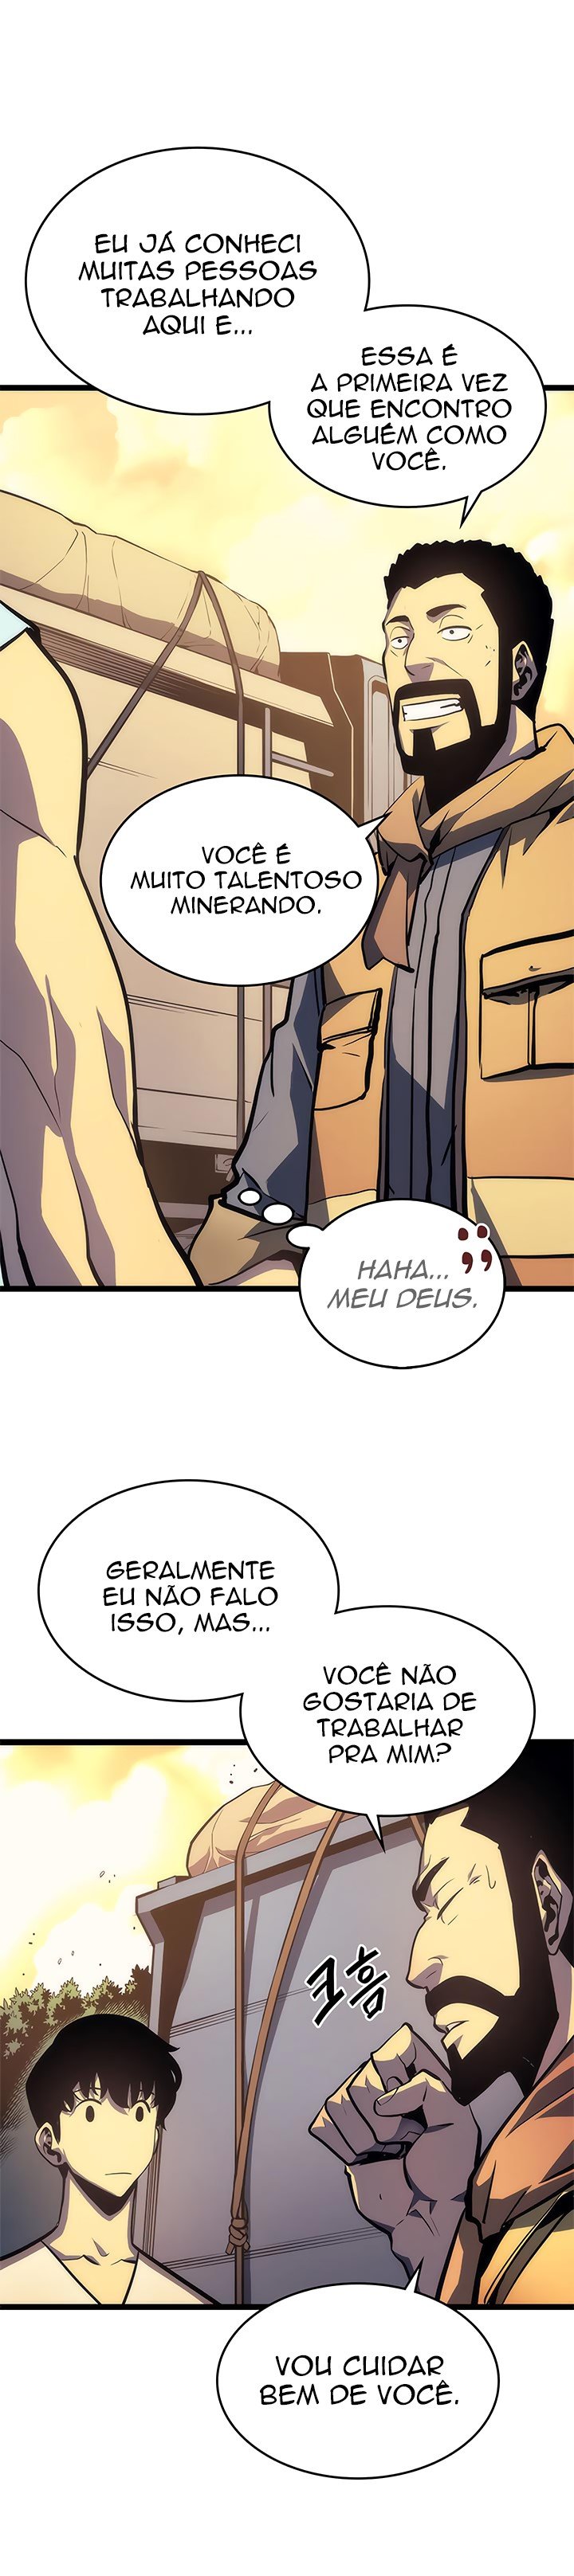 EU JÁ CONHECI
MUITAS PESSOAS
TRABALHANDO
AQUI E...
ESSA É
A PRIMEIRA VEZ
QUE ENCONTRO
ALGUÉM COMO
VOCÊ.
VOCÊ É
MUITO TALENTOSO
MINERANDO.
HAHA...
MEU DEUS.
GERALMENTE
EU NÃO FALO
ISSO, MAS...
VOCÊ NÃO
GOSTARIA DE
TRABALHAR
PRA MIM?
크흠
VOU CUIDAR
BEM DE VOCÊ.